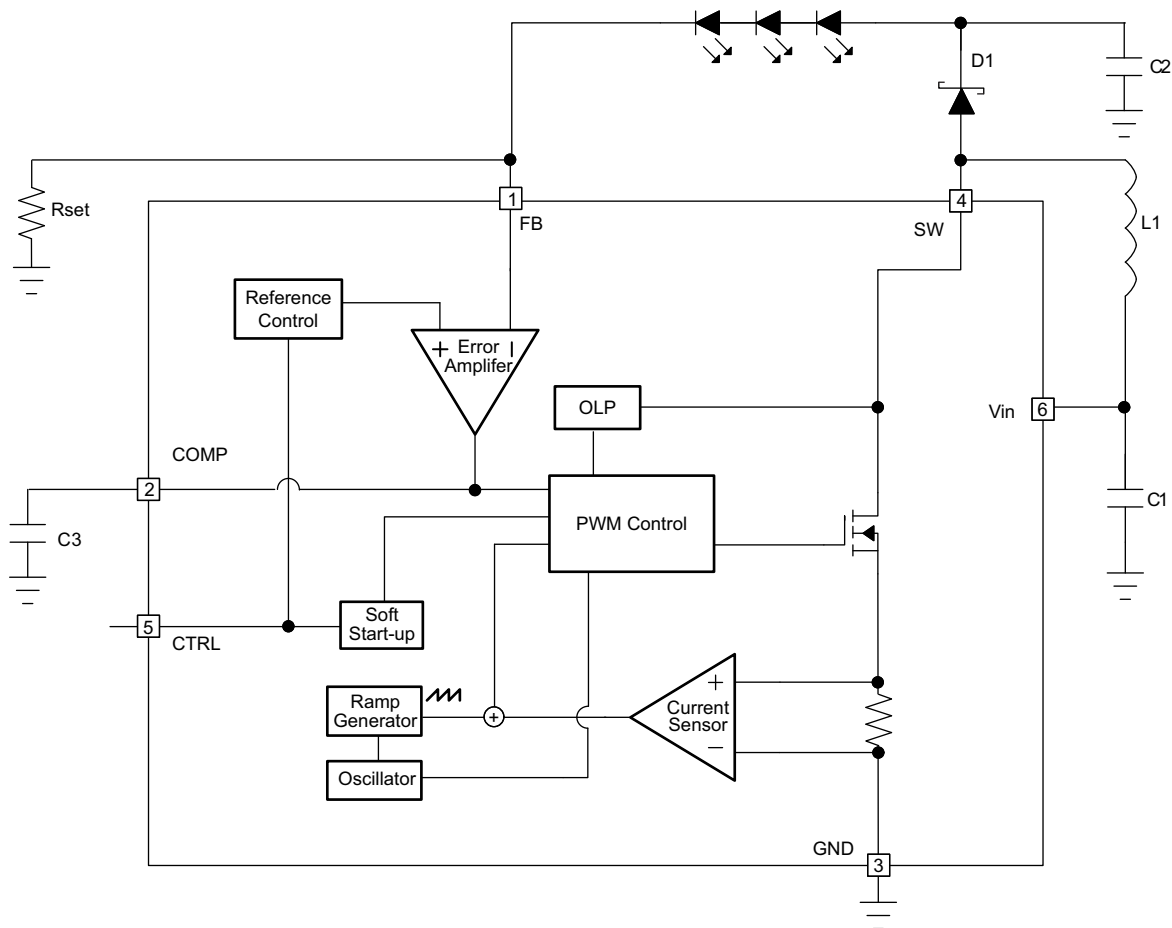 D1
C2
Rset
1
FB
4
SW
L1
Reference
Control
+
Error
Amplifer
OLP
Vin
6
COMP
2
PWM Control
C1
C3
5
CTRL
Soft
Start-up
Ramp
Generator
+
+
Current
Sensor
−
Oscillator
GND
3